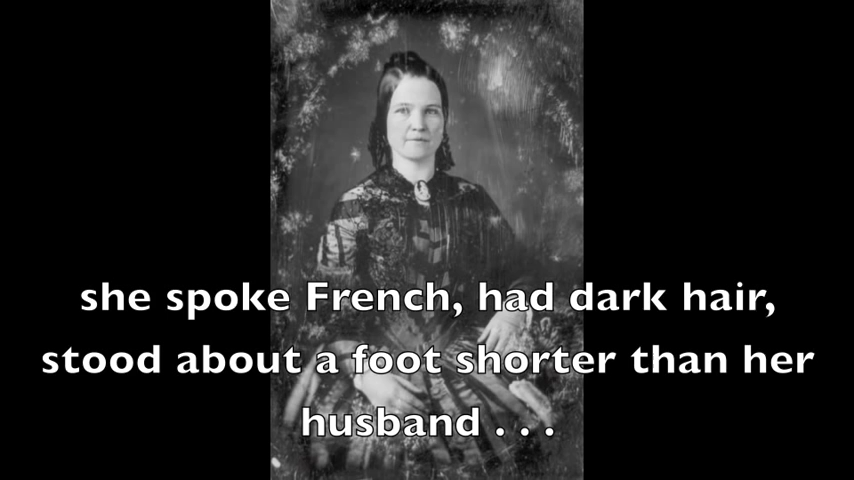 she spoke French, had dark hair,
stood about a foot shorter than her
husband . . .